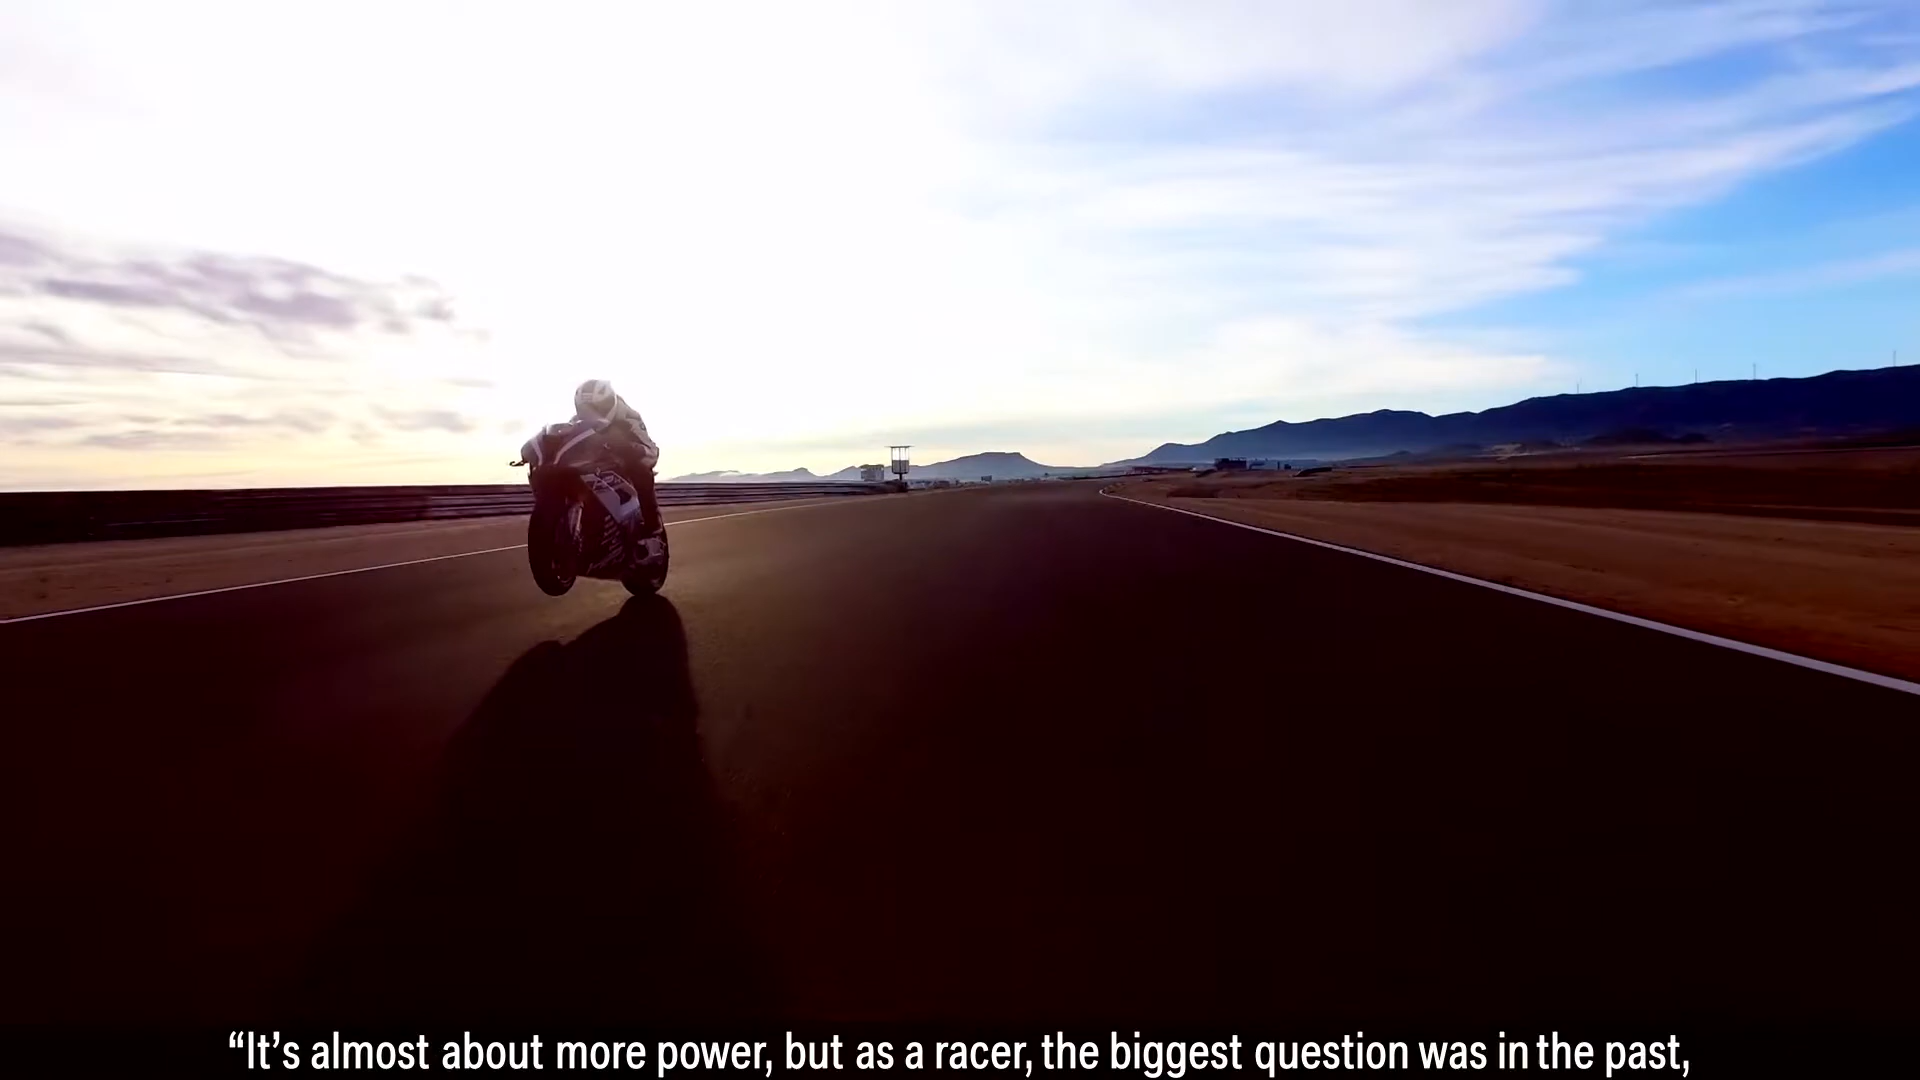 “It’s almost about more power, but as a racer, the biggest question was in the past,